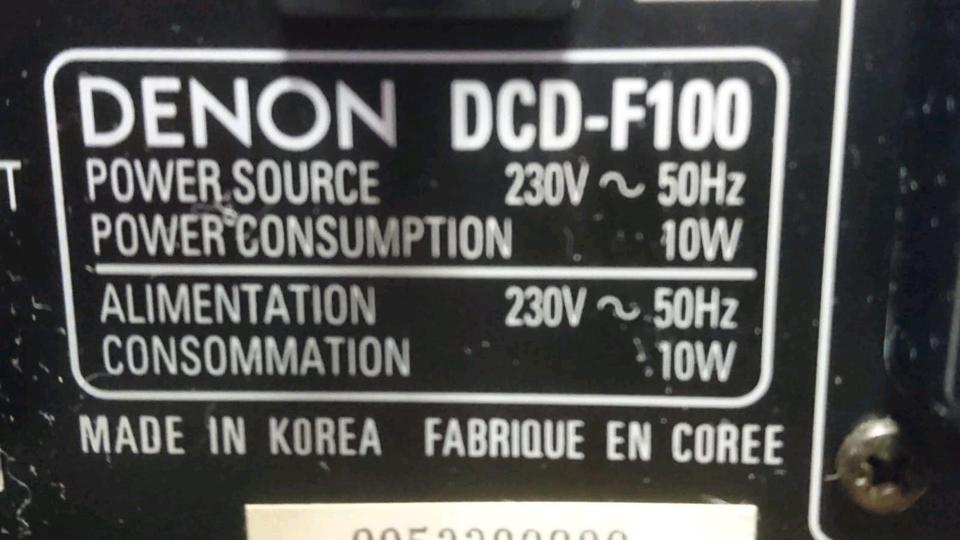 DENON DCD-F100
POWER SOURCE 230V ~ 50Hz
POWER CONSUMPTION 10W
ALIMENTATION 230V ~ 50Hz
CONSOMMATION 10W
MADE IN KOREA FABRIQUE EN COREE
T